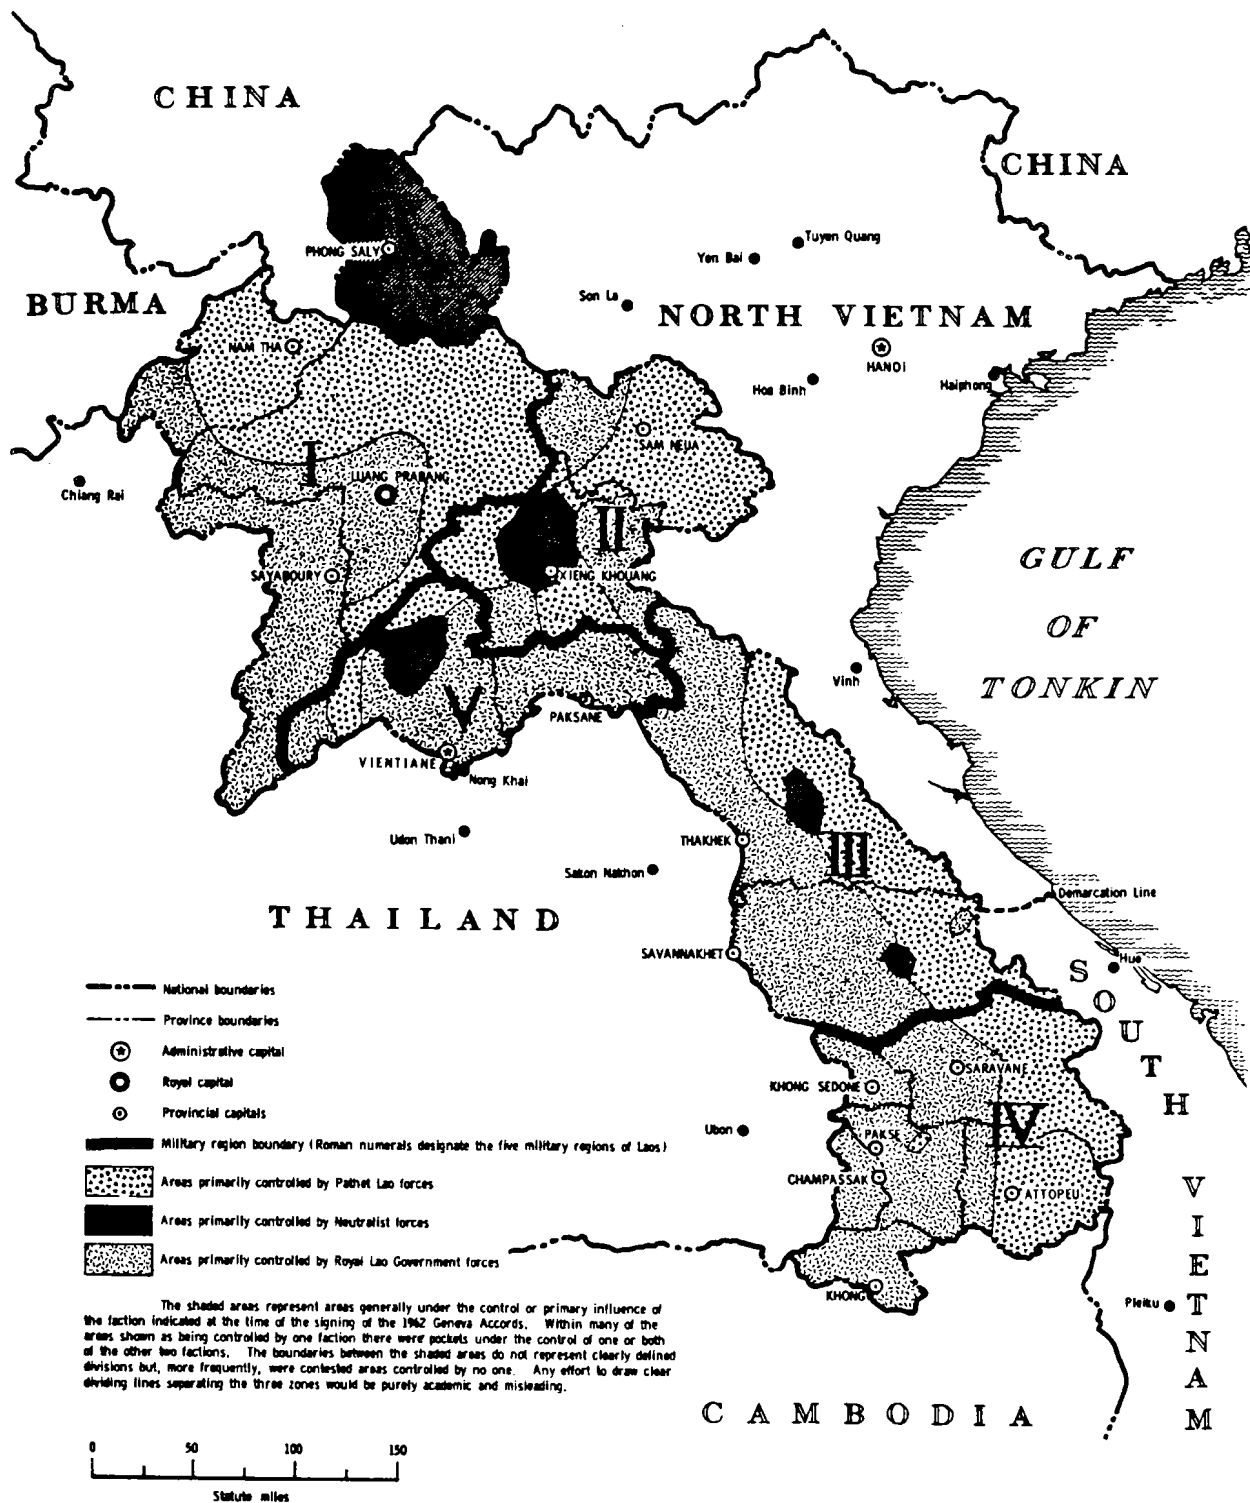 CHINA
CHINA
PHONG SALY
Tuyen Quang
Yen Bai
BURMA
Son La
NORTH VIETNAM
NAM THA
HANOI
Hoa Binh
Haiphong
SAM NEUA
I
LUANG PRABANG
Chiang Rai
II
GULF
OF
TONKIN
SAYABOURY
XIENG KHOUANG
Vinh
V
PAKSANE
VIENTIANE
Nong Khai
Udon Thani
THAKHEK
III
Sakon Nakhon
Demarcation Line
THAILAND
SAVANNAKHET
Hue
SOUTH
VIETNAM
National boundaries
Province boundaries
Administrative capital
Royal capital
Provincial capitals
Military region boundary (Roman numerals designate the five military regions of Laos)
Areas primarily controlled by Pathet Lao forces
Areas primarily controlled by Neutralist forces
Areas primarily controlled by Royal Lao Government forces
KHONG SEDONE
SARAVANE
IV
Ubon
PAKSE
CHAMPASSAK
ATTOPEU
KHONG
Pleiku
The shaded areas represent areas generally under the control or primary influence of
the faction indicated at the time of the signing of the 1962 Geneva Accords. Within many of the
areas shown as being controlled by one faction there were pockets under the control of one or both
of the other two factions. The boundaries between the shaded areas do not represent clearly defined
divisions but, more frequently, were contested areas controlled by no one. Any effort to draw clear
dividing lines separating the three zones would be purely academic and misleading.
CAMBODIA
0 50 100 150
Statute miles